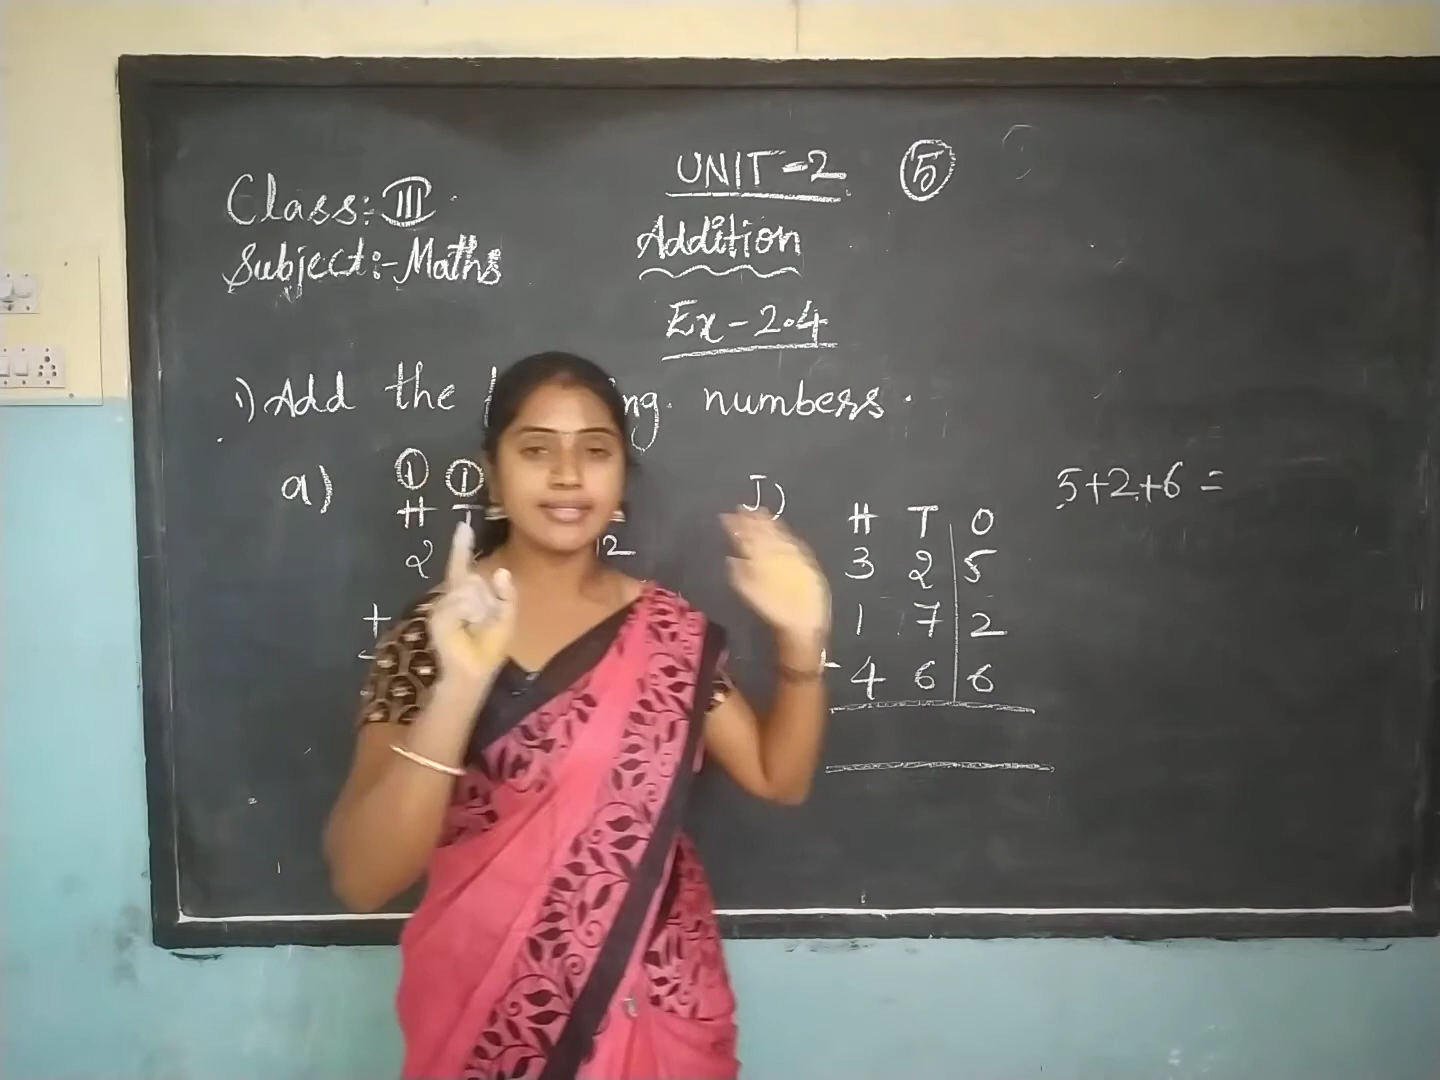 UNIT-2 5
Class:- III
Subject:- Maths
Addition
Ex-2.4
1) Add the numbers.
a) 1 1
H T
2 12
+
J)
H T O
3 2 5
1 7 2
+ 4 6 6
5+2+6 =